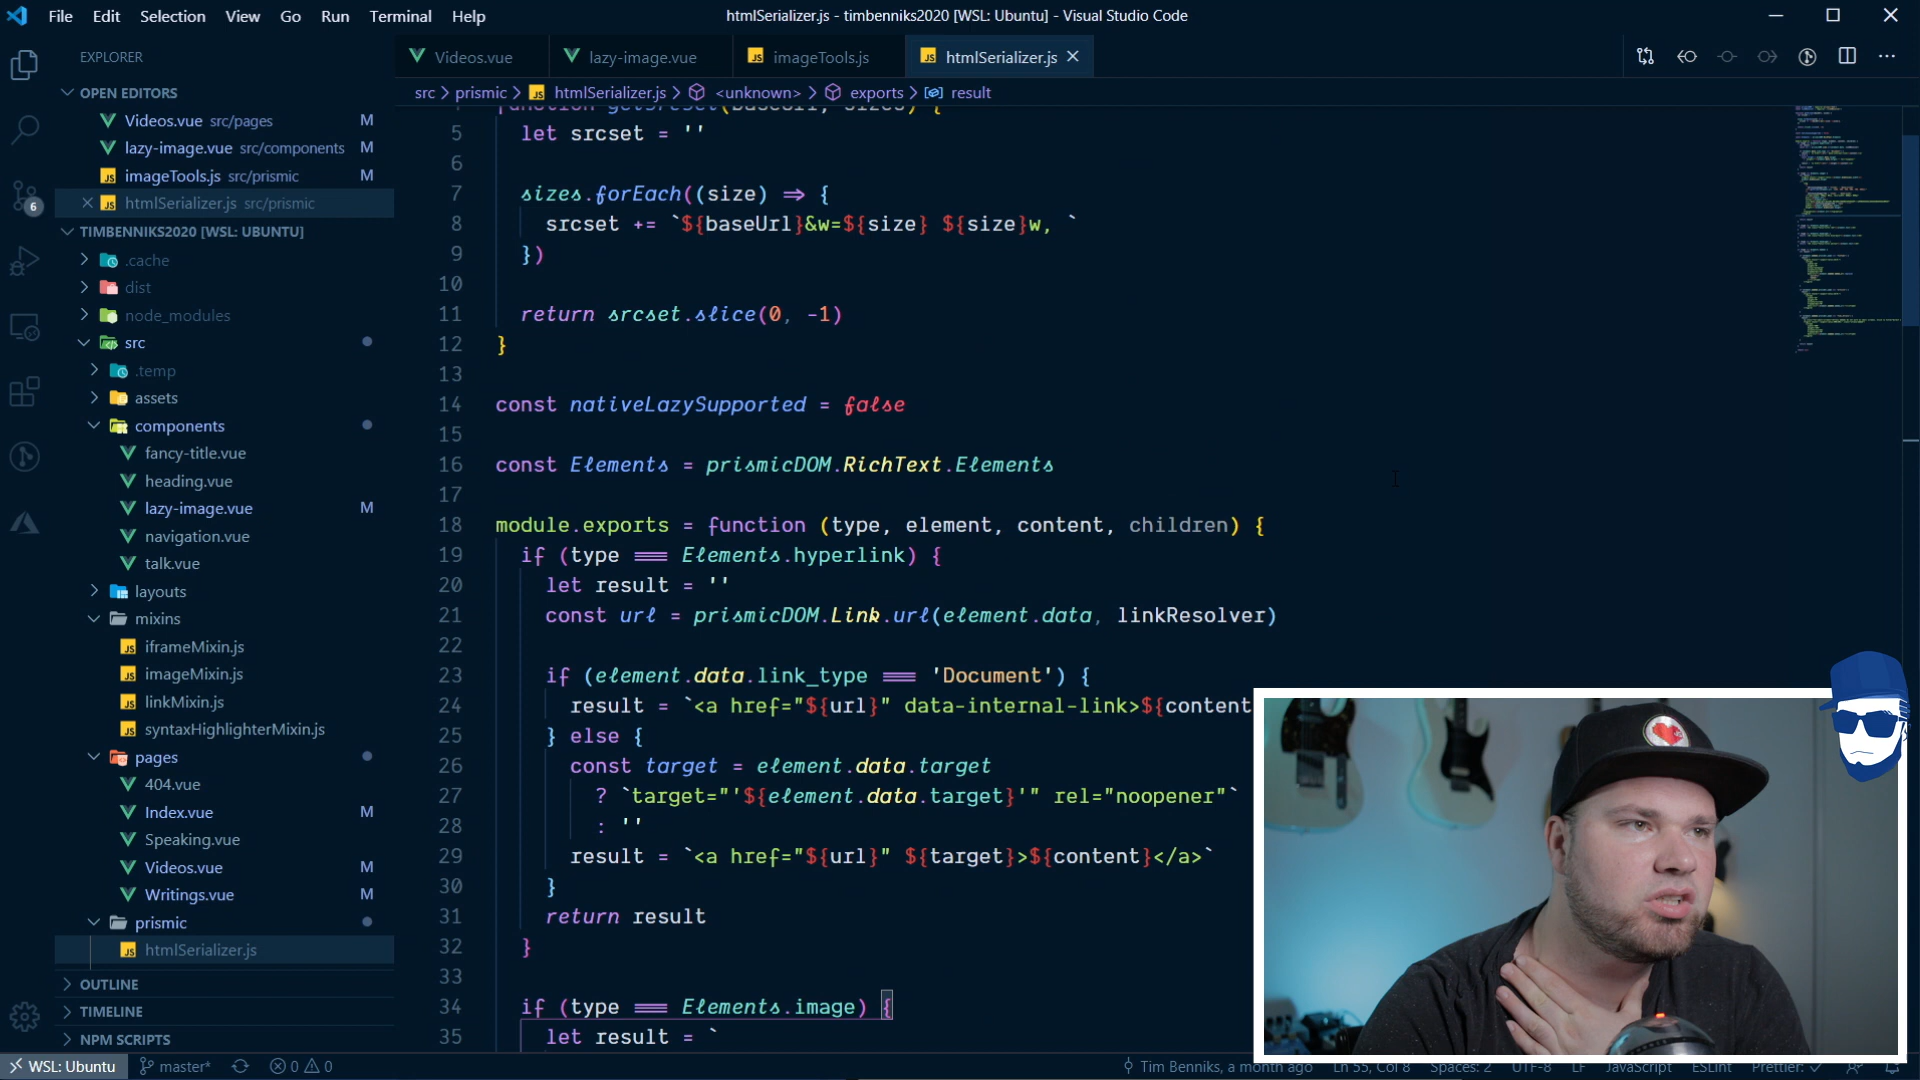 File Edit Selection View Go Run Terminal Help
htmlSerializer.js - timbenniks2020 [WSL: Ubuntu] - Visual Studio Code
EXPLORER
OPEN EDITORS
Videos.vue src/pages M
lazy-image.vue src/components M
imageTools.js src/prismic M
htmlSerializer.js src/prismic
6
TIMBENNIKS2020 [WSL: UBUNTU]
.cache
dist
node_modules
src
.temp
assets
components
fancy-title.vue
heading.vue
lazy-image.vue M
navigation.vue
talk.vue
layouts
mixins
iframeMixin.js
imageMixin.js
linkMixin.js
syntaxHighlighterMixin.js
pages
404.vue
Index.vue M
Speaking.vue
Videos.vue M
Writings.vue M
prismic
htmlSerializer.js
OUTLINE
TIMELINE
NPM SCRIPTS
Videos.vue lazy-image.vue imageTools.js htmlSerializer.js
src > prismic > htmlSerializer.js > <unknown> > exports > result
function getSrcSet(baseUrl, sizes) {
5 let srcset = ''
6
7 sizes.forEach((size) => {
8 srcset += `${baseUrl}&w=${size} ${size}w, `
9 })
10
11 return srcset.slice(0, -1)
12 }
13
14 const nativeLazySupported = false
15
16 const Elements = prismicDOM.RichText.Elements
17
18 module.exports = function (type, element, content, children) {
19 if (type === Elements.hyperlink) {
20 let result = ''
21 const url = prismicDOM.Link.url(element.data, linkResolver)
22
23 if (element.data.link_type === 'Document') {
24 result = `<a href="${url}" data-internal-link>${content
25 } else {
26 const target = element.data.target
27 ? `target="'${element.data.target}'" rel="noopener"`
28 : ''
29 result = `<a href="${url}" ${target}>${content}</a>`
30 }
31 return result
32 }
33
34 if (type === Elements.image) {
35 let result = `
WSL: Ubuntu master* 0 0 Tim Benniks, a month ago Ln 55, Col 8 Spaces: 2 UTF-8 LF JavaScript ESLint Prettier: ✓